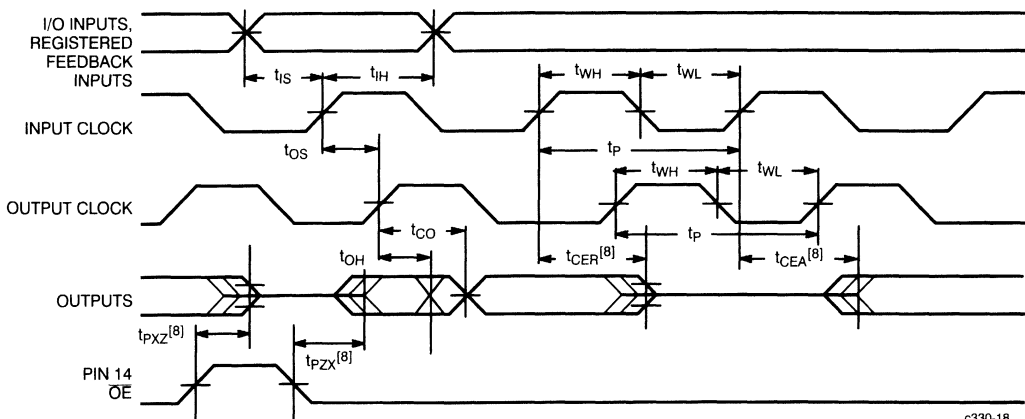 I/O INPUTS,
REGISTERED
FEEDBACK
INPUTS
tIS
tIH
tWH
tWL
INPUT CLOCK
tOS
tP
tWH
tWL
OUTPUT CLOCK
tCO
tP
tOH
tCER[8]
tCEA[8]
OUTPUTS
tPXZ[8]
tPZX[8]
PIN 14
OE
c330-18